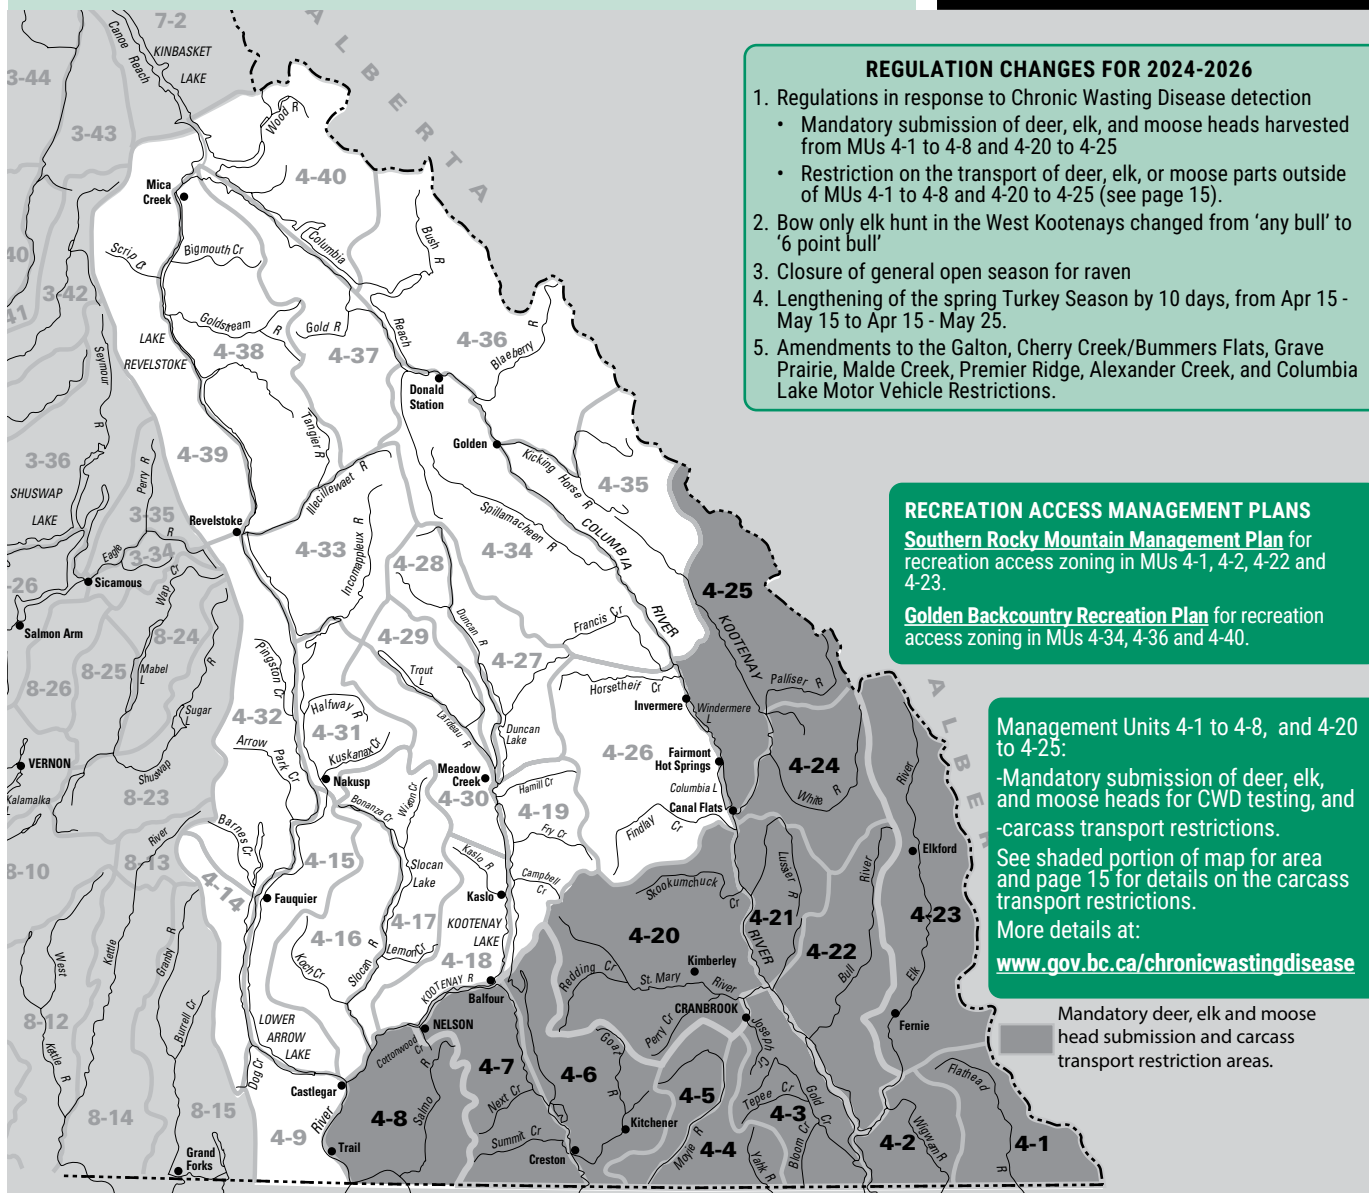 REGULATION CHANGES FOR 2024-2026
1. Regulations in response to Chronic Wasting Disease detection
• Mandatory submission of deer, elk, and moose heads harvested
from MUs 4-1 to 4-8 and 4-20 to 4-25
• Restriction on the transport of deer, elk, or moose parts outside
of MUs 4-1 to 4-8 and 4-20 to 4-25 (see page 15).
2. Bow only elk hunt in the West Kootenays changed from ‘any bull’ to
‘6 point bull’
3. Closure of general open season for raven
4. Lengthening of the spring Turkey Season by 10 days, from Apr 15 -
May 15 to Apr 15 - May 25.
5. Amendments to the Galton, Cherry Creek/Bummers Flats, Grave
Prairie, Malde Creek, Premier Ridge, Alexander Creek, and Columbia
Lake Motor Vehicle Restrictions.
RECREATION ACCESS MANAGEMENT PLANS
Southern Rocky Mountain Management Plan for
recreation access zoning in MUs 4-1, 4-2, 4-22 and
4-23.
Golden Backcountry Recreation Plan for recreation
access zoning in MUs 4-34, 4-36 and 4-40.
Management Units 4-1 to 4-8, and 4-20
to 4-25:
-Mandatory submission of deer, elk,
and moose heads for CWD testing, and
-carcass transport restrictions.
See shaded portion of map for area
and page 15 for details on the carcass
transport restrictions.
More details at:
www.gov.bc.ca/chronicwastingdisease
Mandatory deer, elk and moose
head submission and carcass
transport restriction areas.
7-2
Canoe Reach
KINBASKET
LAKE
ALBERTA
3-44
3-43
Wood R
4-40
Mica
Creek
Columbia
Reach
Bush R
Scrip Cr
Bigmouth Cr
40
3-42
41
Goldstream R
Gold R
4-38
4-37
4-36
Blaeberry R
LAKE
REVELSTOKE
Seymour R
Donald
Station
Tangier R
4-39
Golden
Kicking Horse R
4-35
3-36
SHUSWAP
LAKE
Perry R
3-35
Revelstoke
Illecillewaet R
Spillamacheen R
COLUMBIA
RIVER
4-33
Incomappleux R
4-34
4-28
3-34
Eagle R
Wap Cr
-26
Sicamous
4-25
KOOTENAY
Salmon Arm
8-24
Duncan R
Francis Cr
4-29
4-27
Pingston Cr
8-25
Mabel
L
R
Trout
L
Palliser R
ALBER
8-26
Horsetheif Cr
Invermere
Windermere
L
Sugar
L
4-32
Halfway R
4-31
Lardeau R
Duncan
Lake
Arrow Park Cr
Kuskanax Cr
4-26
Fairmont
Hot Springs
4-24
River
VERNON
Nakusp
Meadow
Creek
Hamill Cr
Columbia L
White R
Shuswap
River
8-23
Kalamalka
L
Bonanza Cr
Wilson Cr
4-30
4-19
Canal Flats
Findlay Cr
Barnes Cr
Fry Cr
Elkford
8-10
8-13
4-15
Slocan
Lake
Kaslo R
Campbell
Cr
Lussier R
River
4-14
Skookumchuck Cr
Fauquier
Kaslo
4-23
4-17
KOOTENAY
LAKE
4-21
4-16
4-20
RIVER
4-22
Kettle
Granby R
West
Koch Cr
Slocan R
Lemon Cr
4-18
Redding Cr
Kimberley
St. Mary River
Bull
Elk
KOOTENAY R
Balfour
8-12
Burrell Cr
LOWER
ARROW
LAKE
NELSON
CRANBROOK
Fernie
Perry Cr
Joseph Cr
Kettle R
Cottonwood Cr
Goat R
4-7
Dog Cr
4-6
Flathead R
Castlegar
4-5
Tepee Cr
Gold Cr
8-14
8-15
4-8
Salmo R
Next Cr
4-3
Kitchener
4-9
River
4-2
Wigwam R
4-1
Summit Cr
Moyie R
4-4
Bloom Cr
Trail
Grand
Forks
Creston
Yahk R